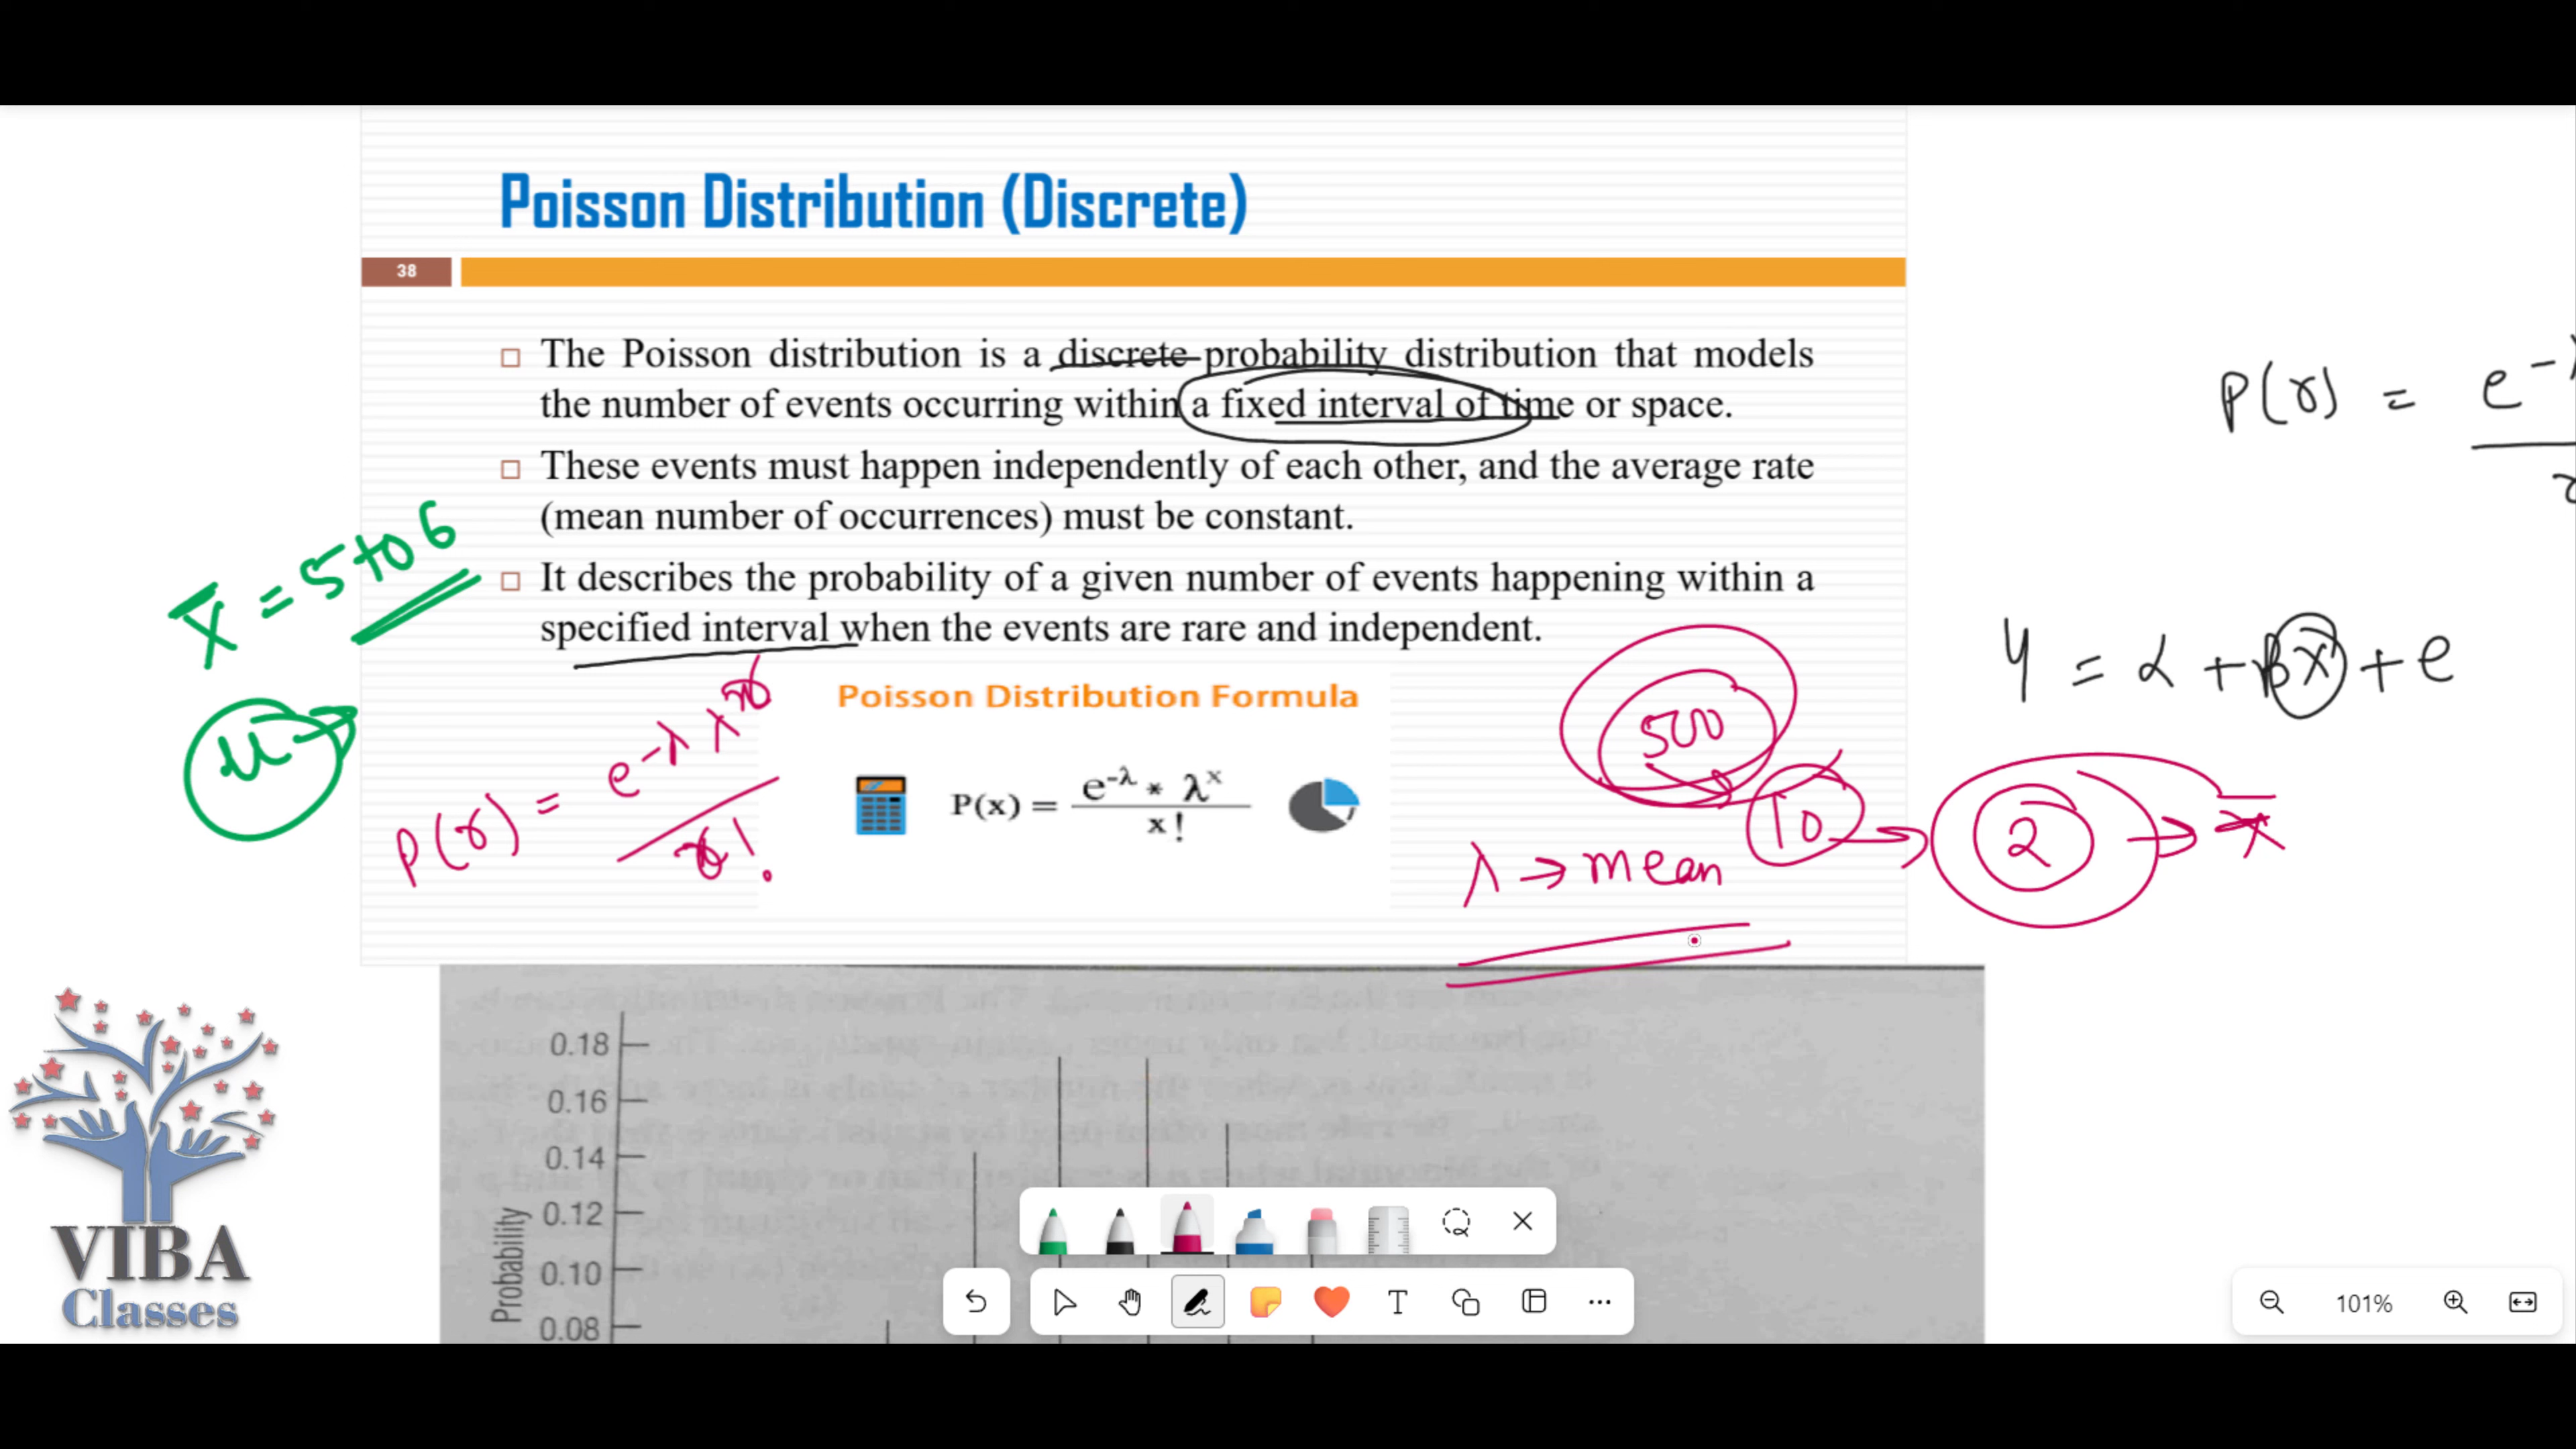 Poisson Distribution (Discrete)
38
□ The Poisson distribution is a discrete probability distribution that models
the number of events occurring within a fixed interval of time or space.
□ These events must happen independently of each other, and the average rate
(mean number of occurrences) must be constant.
□ It describes the probability of a given number of events happening within a
specified interval when the events are rare and independent.
X̄ = 5 to 6
μ →
P(r) = e^-λ
Y = α + βx + e
Poisson Distribution Formula
P(x) = e^-λ * λ^x
x!
P(r) = e^-λ λ^x
!
500
10 → 2 → x̄
λ → mean
0.18
0.16
0.14
0.12
0.10
0.08
Probability
VIBA
Classes
T
101%